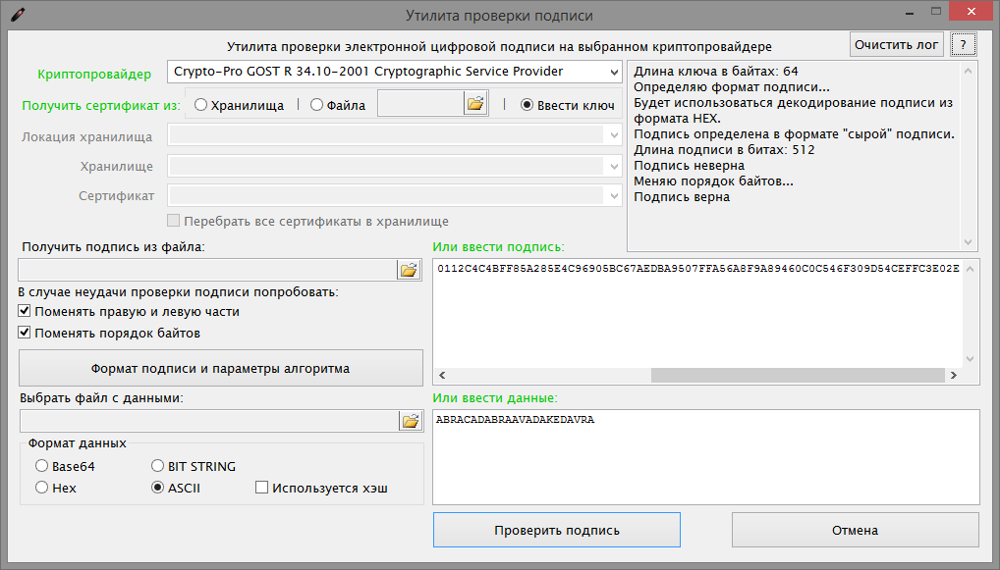 Утилита проверки подписи
Утилита проверки электронной цифровой подписи на выбранном криптопровайдере
Очистить лог
?
Криптопровайдер
Crypto-Pro GOST R 34.10-2001 Cryptographic Service Provider
Получить сертификат из:
Хранилища
Файла
Ввести ключ
Локация хранилища
Хранилище
Сертификат
Перебрать все сертификаты в хранилище
Длина ключа в байтах: 64
Определяю формат подписи...
Будет использоваться декодирование подписи из
формата HEX.
Подпись определена в формате "сырой" подписи.
Длина подписи в битах: 512
Подпись неверна
Меняю порядок байтов...
Подпись верна
Получить подпись из файла:
В случае неудачи проверки подписи попробовать:
Поменять правую и левую части
Поменять порядок байтов
Формат подписи и параметры алгоритма
Или ввести подпись:
0112C4C4BFF85A285E4C96905BC67AEDBA9507FFA56A8F9A89460C0C546F309D54CEFFC3E02E
Выбрать файл с данными:
Формат данных
Base64
BIT STRING
Hex
ASCII
Используется хэш
Или ввести данные:
ABRACADABRAAVADAKEDAVRA
Проверить подпись
Отмена